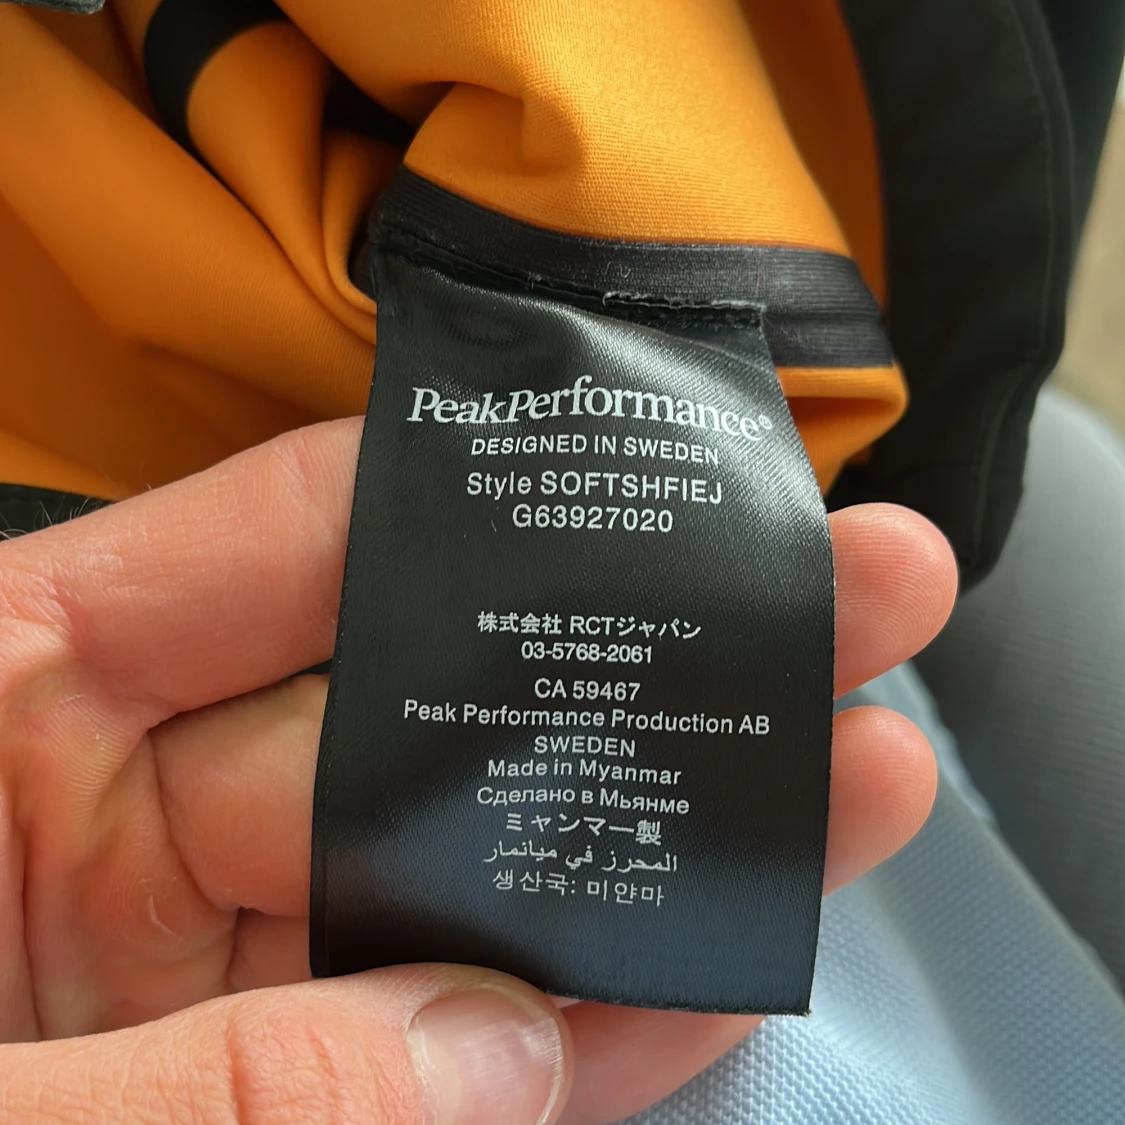 PeakPerformance®
DESIGNED IN SWEDEN
Style SOFTSHFIEJ
G63927020
株式会社 RCTジャパン
03-5768-2061
CA 59467
Peak Performance Production AB
SWEDEN
Made in Myanmar
Сделано в Мьянме
ミャンマー製
المحرز في ميانمار
생산국: 미얀마